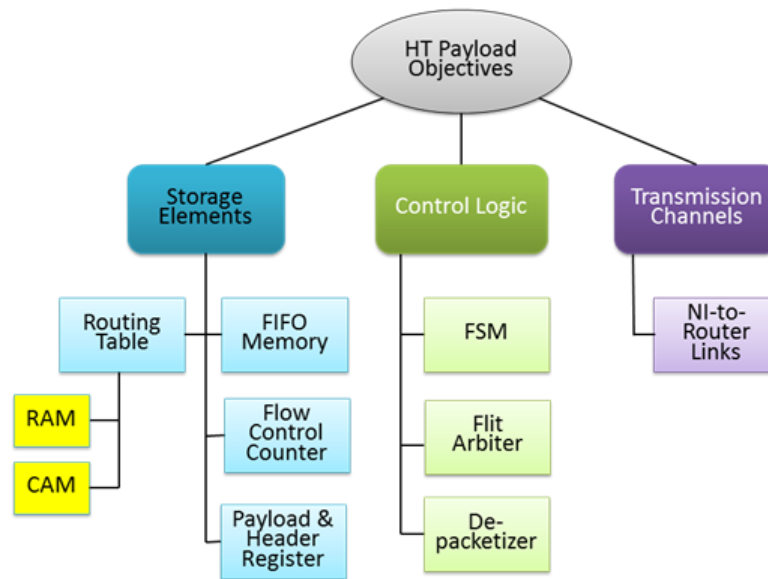 HT Payload
Objectives
Storage
Elements
Control Logic
Transmission
Channels
Routing
Table
FIFO
Memory
FSM
NI-to-
Router
Links
RAM
CAM
Flow
Control
Counter
Flit
Arbiter
Payload &
Header
Register
De-
packetizer